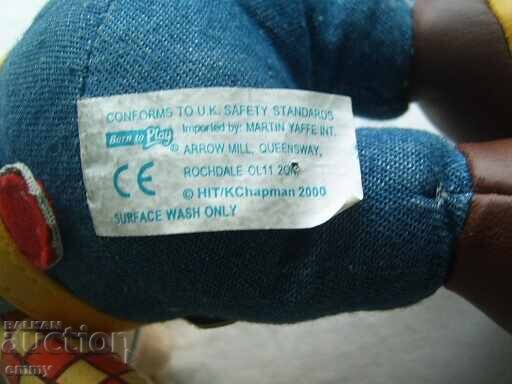 CONFORMS TO U.K. SAFETY STANDARDS
Born to Play
Imported by: MARTIN YAFFE INT.
© ARROW MILL, QUEENSWAY,
ROCHDALE OL11
CE
© HIT/KChapman 2000
SURFACE WASH ONLY
BALKAN
auction
emmy